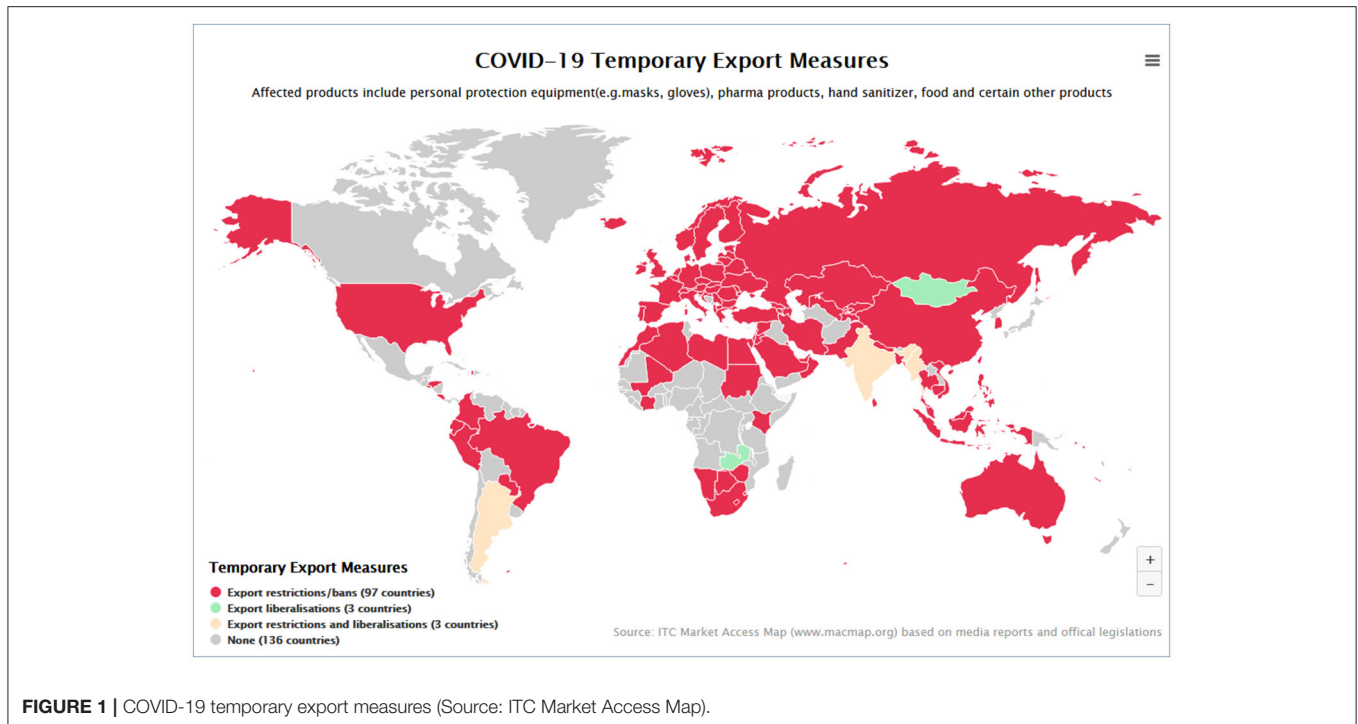 COVID–19 Temporary Export Measures
Affected products include personal protection equipment(e.g.masks, gloves), pharma products, hand sanitizer, food and certain other products
Temporary Export Measures
Export restrictions/bans (97 countries)
Export liberalisations (3 countries)
Export restrictions and liberalisations (3 countries)
None (136 countries)
+
−
Source: ITC Market Access Map (www.macmap.org) based on media reports and offical legislations
FIGURE 1 | COVID-19 temporary export measures (Source: ITC Market Access Map).